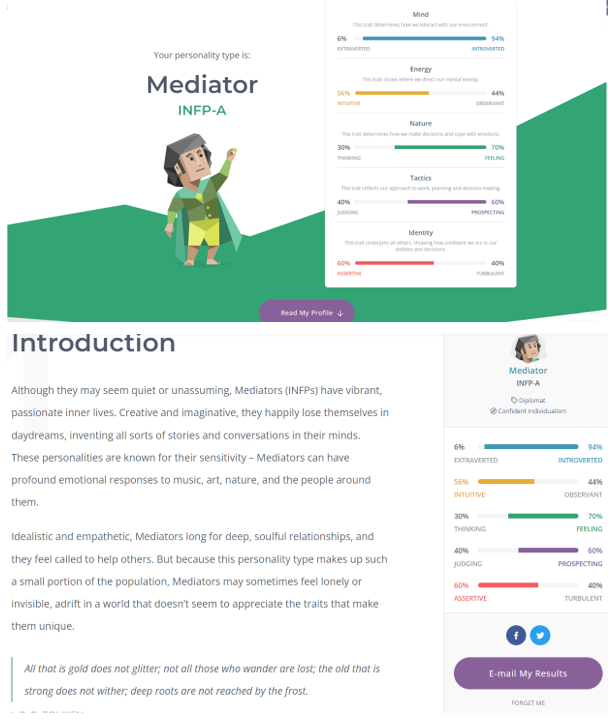 Your personality type is:
Mediator
INFP-A
Mind
This trait determines how we interact with our environment.
6% 94%
EXTRAVERTED INTROVERTED
Energy
This trait shows where we direct our mental energy.
56% 44%
INTUITIVE OBSERVANT
Nature
This trait determines how we make decisions and cope with emotions.
30% 70%
THINKING FEELING
Tactics
This trait reflects our approach to work, planning and decision-making.
40% 60%
JUDGING PROSPECTING
Identity
This trait underpins all others, showing how confident we are in our
abilities and decisions.
60% 40%
ASSERTIVE TURBULENT
Read My Profile
Introduction
Although they may seem quiet or unassuming, Mediators (INFPs) have vibrant,
passionate inner lives. Creative and imaginative, they happily lose themselves in
daydreams, inventing all sorts of stories and conversations in their minds.
These personalities are known for their sensitivity – Mediators can have
profound emotional responses to music, art, nature, and the people around
them.
Idealistic and empathetic, Mediators long for deep, soulful relationships, and
they feel called to help others. But because this personality type makes up such
a small portion of the population, Mediators may sometimes feel lonely or
invisible, adrift in a world that doesn't seem to appreciate the traits that make
them unique.
All that is gold does not glitter; not all those who wander are lost; the old that is
strong does not wither; deep roots are not reached by the frost.
Mediator
INFP-A
Diplomat
Confident Individualism
6% 94%
EXTRAVERTED INTROVERTED
56% 44%
INTUITIVE OBSERVANT
30% 70%
THINKING FEELING
40% 60%
JUDGING PROSPECTING
60% 40%
ASSERTIVE TURBULENT
E-mail My Results
FORGET ME